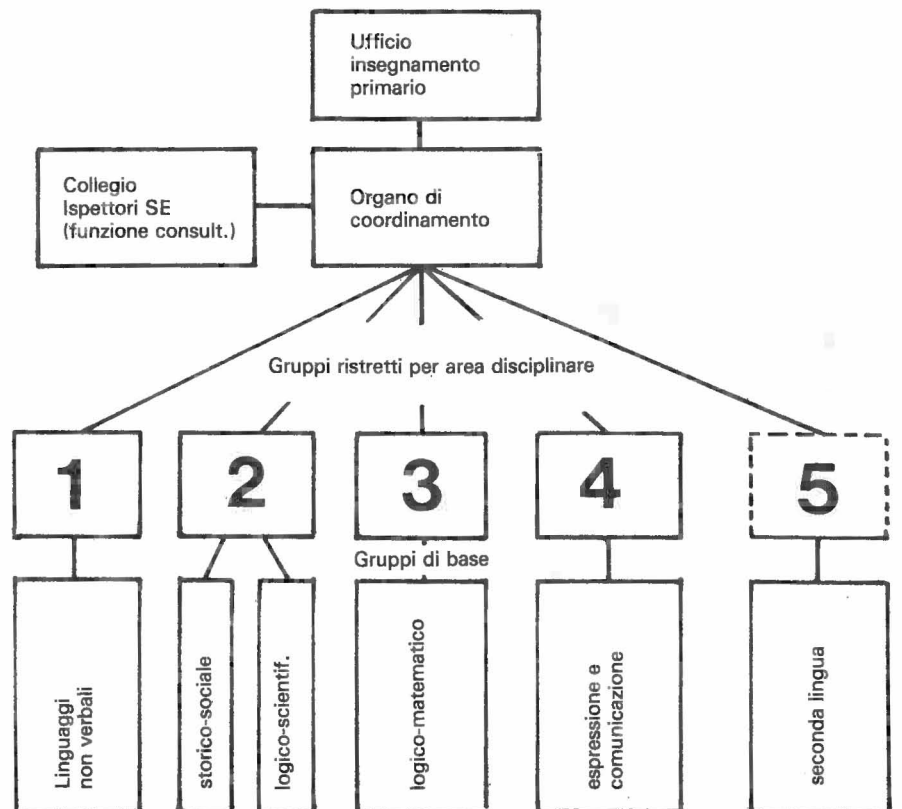 Ufficio
insegnamento
primario
Collegio
Ispettori SE
(funzione consult.)
Organo di
coordinamento
Gruppi ristretti per area disciplinare
1
2
3
4
5
Gruppi di base
Linguaggi
non verbali
storico-sociale
logico-scientif.
logico-matematico
espressione e
comunicazione
seconda lingua